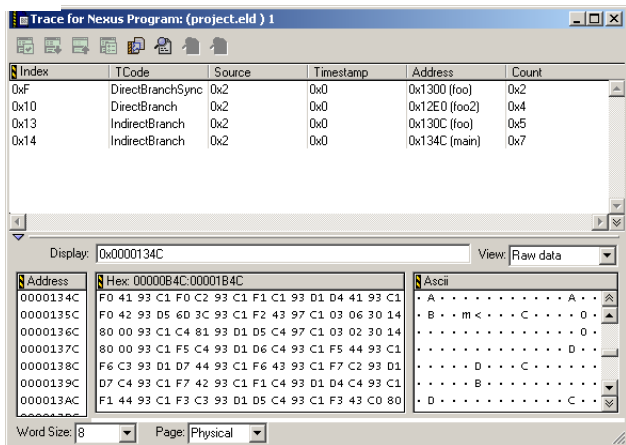 Trace for Nexus Program: (project.eld ) 1
Index TCode Source Timestamp Address Count
0xF DirectBranchSync 0x2 0x0 0x1300 (foo) 0x2
0x10 DirectBranch 0x2 0x0 0x12E0 (foo2) 0x4
0x13 IndirectBranch 0x2 0x0 0x130C (foo) 0x5
0x14 IndirectBranch 0x2 0x0 0x134C (main) 0x7
Display: 0x0000134C View: Raw data
Address Hex: 00000B4C:00001B4C Ascii
0000134C F0 41 93 C1 F0 C2 93 C1 F1 C1 93 D1 D4 41 93 C1 · A · · · · · · · · · · · A · ·
0000135C F0 42 93 D5 6D 3C 93 C1 F2 43 97 C1 03 06 30 14 · B · · m < · · · C · · · · 0 ·
0000136C 80 00 93 C1 C4 81 93 D1 D5 C4 97 C1 03 02 30 14 · · · · · · · · · · · · · · 0 ·
0000137C 80 00 93 C1 F5 C4 93 D1 D6 C4 93 C1 F5 44 93 C1 · · · · · · · · · · · · · D · ·
0000138C F6 C3 93 D1 D7 44 93 C1 F6 43 93 C1 F7 C2 93 D1 · · · · · D · · · C · · · · · ·
0000139C D7 C4 93 C1 F7 42 93 C1 F1 C4 93 D1 D4 C4 93 C1 · · · · · B · · · · · · · · · ·
000013AC F1 44 93 C1 F3 C3 93 D1 D5 C4 93 C1 F3 43 C0 80 · D · · · · · · · · · · · C · ·
Word Size: 8 Page: Physical